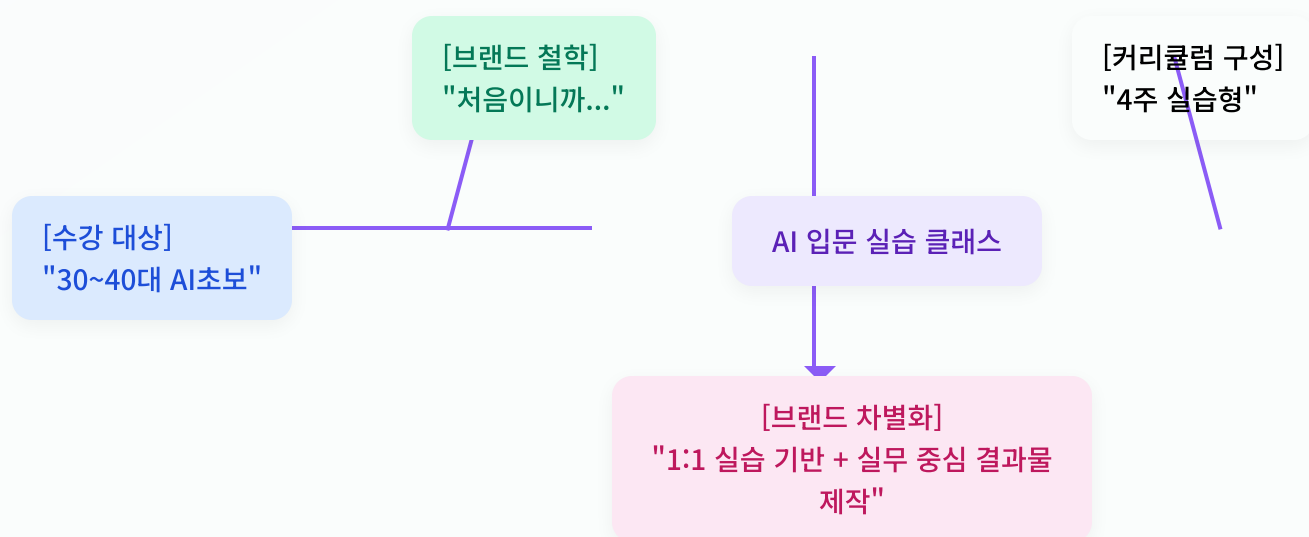 [브랜드 철학]
"처음이니까..."
[커리큘럼 구성]
"4주 실습형"
[수강 대상]
"30~40대 AI초보"
AI 입문 실습 클래스
[브랜드 차별화]
"1:1 실습 기반 + 실무 중심 결과물
제작"